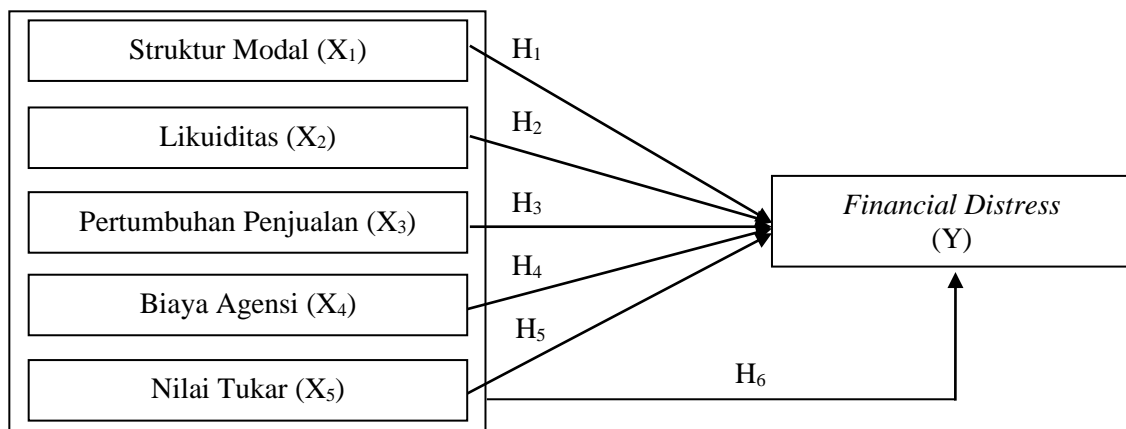 Struktur Modal (X₁)
H₁
Likuiditas (X₂)
H₂
Pertumbuhan Penjualan (X₃)
H₃
Financial Distress
(Y)
Biaya Agensi (X₄)
H₄
Nilai Tukar (X₅)
H₅
H₆